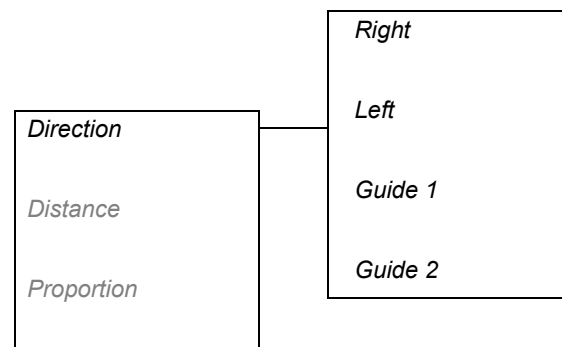 Direction
Distance
Proportion
Right
Left
Guide 1
Guide 2